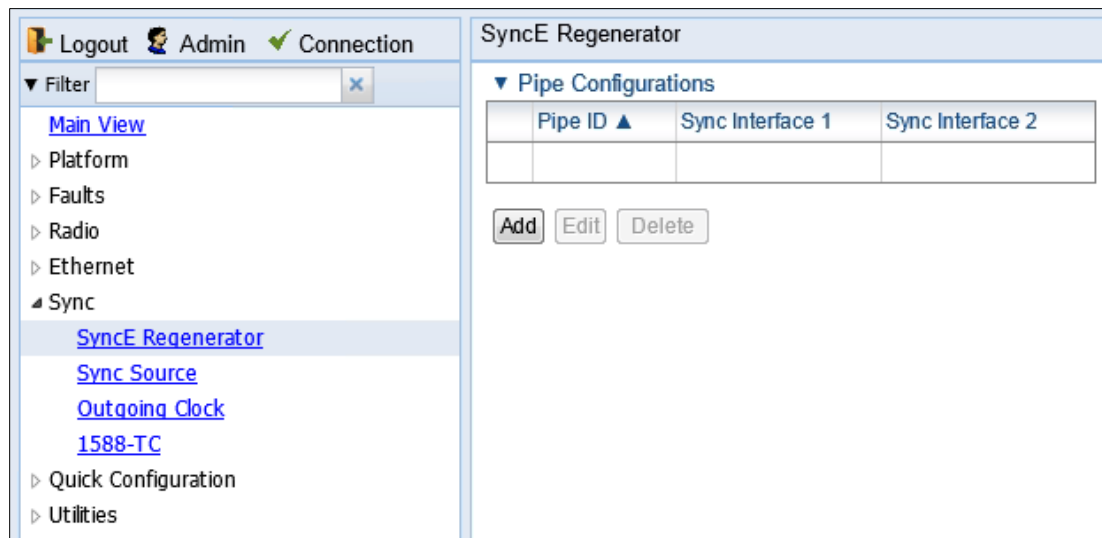 Logout Admin Connection
Filter
Main View
Platform
Faults
Radio
Ethernet
Sync
SyncE Regenerator
Sync Source
Outgoing Clock
1588-TC
Quick Configuration
Utilities
SyncE Regenerator
Pipe Configurations
Pipe ID ▲ Sync Interface 1 Sync Interface 2
Add Edit Delete